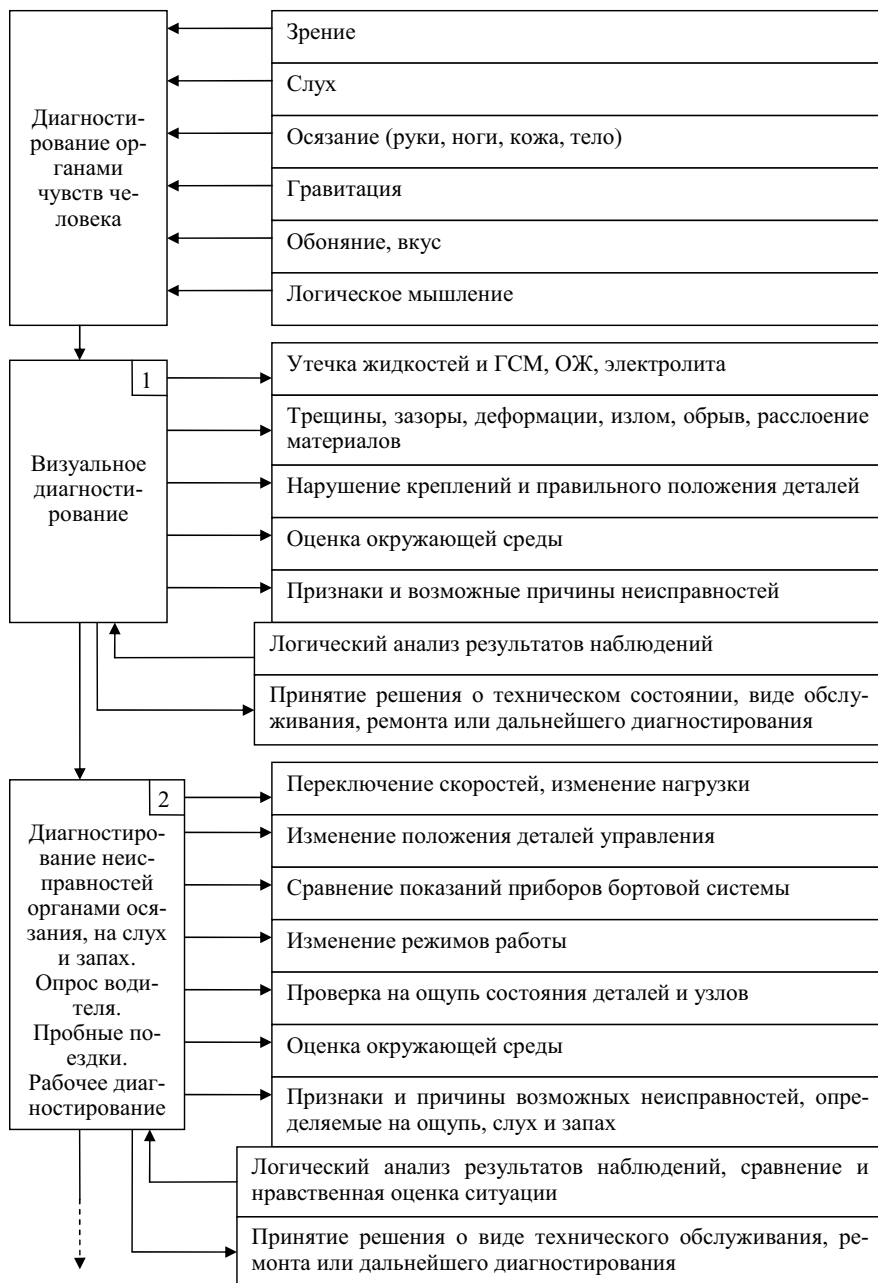 Зрение
Слух
Диагности-
рование ор-
ганами
чувств че-
ловека
Осязание (руки, ноги, кожа, тело)
Гравитация
Обоняние, вкус
Логическое мышление
1
Визуальное
диагности-
рование
Утечка жидкостей и ГСМ, ОЖ, электролита
Трещины, зазоры, деформации, излом, обрыв, расслоение
материалов
Нарушение креплений и правильного положения деталей
Оценка окружающей среды
Признаки и возможные причины неисправностей
Логический анализ результатов наблюдений
Принятие решения о техническом состоянии, виде обслу-
живания, ремонта или дальнейшего диагностирования
2
Диагностиро-
вание неис-
правностей
органами ося-
зания, на слух
и запах.
Опрос води-
теля.
Пробные по-
ездки.
Рабочее диаг-
ностирование
Переключение скоростей, изменение нагрузки
Изменение положения деталей управления
Сравнение показаний приборов бортовой системы
Изменение режимов работы
Проверка на ощупь состояния деталей и узлов
Оценка окружающей среды
Признаки и причины возможных неисправностей, опре-
деляемые на ощупь, слух и запах
Логический анализ результатов наблюдений, сравнение и
нравственная оценка ситуации
Принятие решения о виде технического обслуживания, ре-
монта или дальнейшего диагностирования